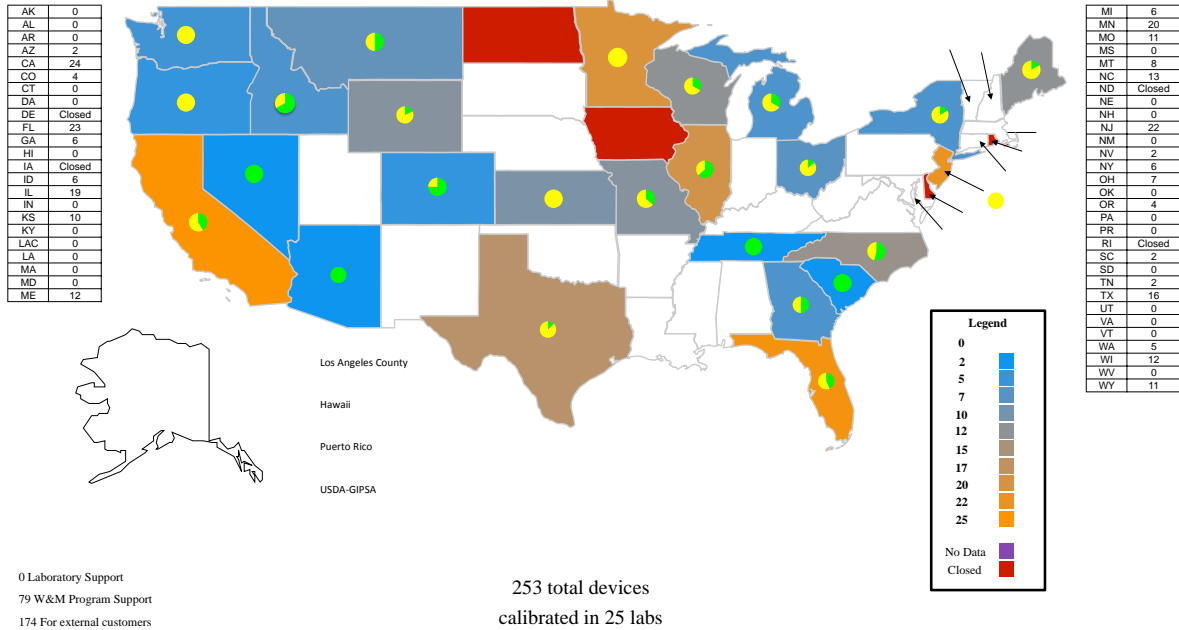 AK 0
AL 0
AR 0
AZ 2
CA 24
CO 4
CT 0
DA 0
DE Closed
FL 23
GA 6
HI 0
IA Closed
ID 6
IL 19
IN 0
KS 10
KY 0
LAC 0
LA 0
MA 0
MD 0
ME 12
MI 6
MN 20
MO 11
MS 0
MT 8
NC 13
ND Closed
NE 0
NH 0
NJ 22
NM 0
NV 2
NY 6
OH 7
OK 0
OR 4
PA 0
PR 0
RI Closed
SC 2
SD 0
TN 2
TX 16
UT 0
VA 0
VT 0
WA 5
WI 12
WV 0
WY 11
Los Angeles County
Hawaii
Puerto Rico
USDA-GIPSA
Legend
0
2
5
7
10
12
15
17
20
22
25
No Data
Closed
0 Laboratory Support
79 W&M Program Support
174 For external customers
253 total devices
calibrated in 25 labs